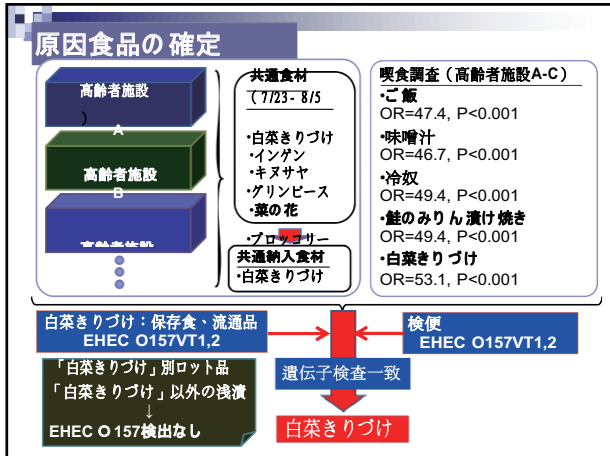 原因食品の確定
高齢者施設
）
A
高齢者施設
B
高齢者施設
共通食材
（7/23- 8/5
・白菜きりづけ
・インゲン
・キヌサヤ
・グリンピース
・菜の花
・ブロッコリー
共通納入食材
・白菜きりづけ
喫食調査（高齢者施設A-C）
・ご飯
OR=47.4, P<0.001
・味噌汁
OR=46.7, P<0.001
・冷奴
OR=49.4, P<0.001
・鮭のみりん漬け焼き
OR=49.4, P<0.001
・白菜きりづけ
OR=53.1, P<0.001
白菜きりづけ：保存食、流通品
EHEC O157VT1,2
検便
EHEC O157VT1,2
「白菜きりづけ」別ロット品
「白菜きりづけ」以外の浅漬
↓
EHEC O 157検出なし
遺伝子検査一致
白菜きりづけ